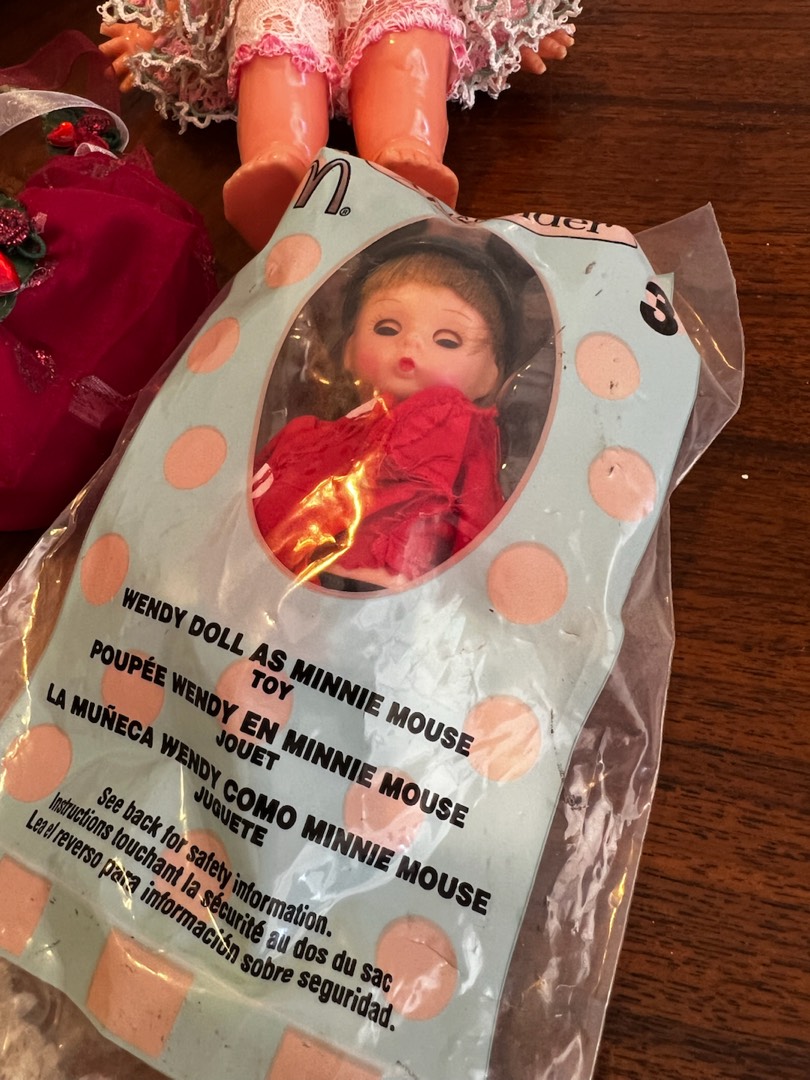 m®
3
WENDY DOLL AS MINNIE MOUSE
TOY
POUPÉE WENDY EN MINNIE MOUSE
JOUET
LA MUÑECA WENDY COMO MINNIE MOUSE
JUGUETE
See back for safety information.
Instructions touchant la sécurité au dos du sac
Lea el reverso para información sobre seguridad.